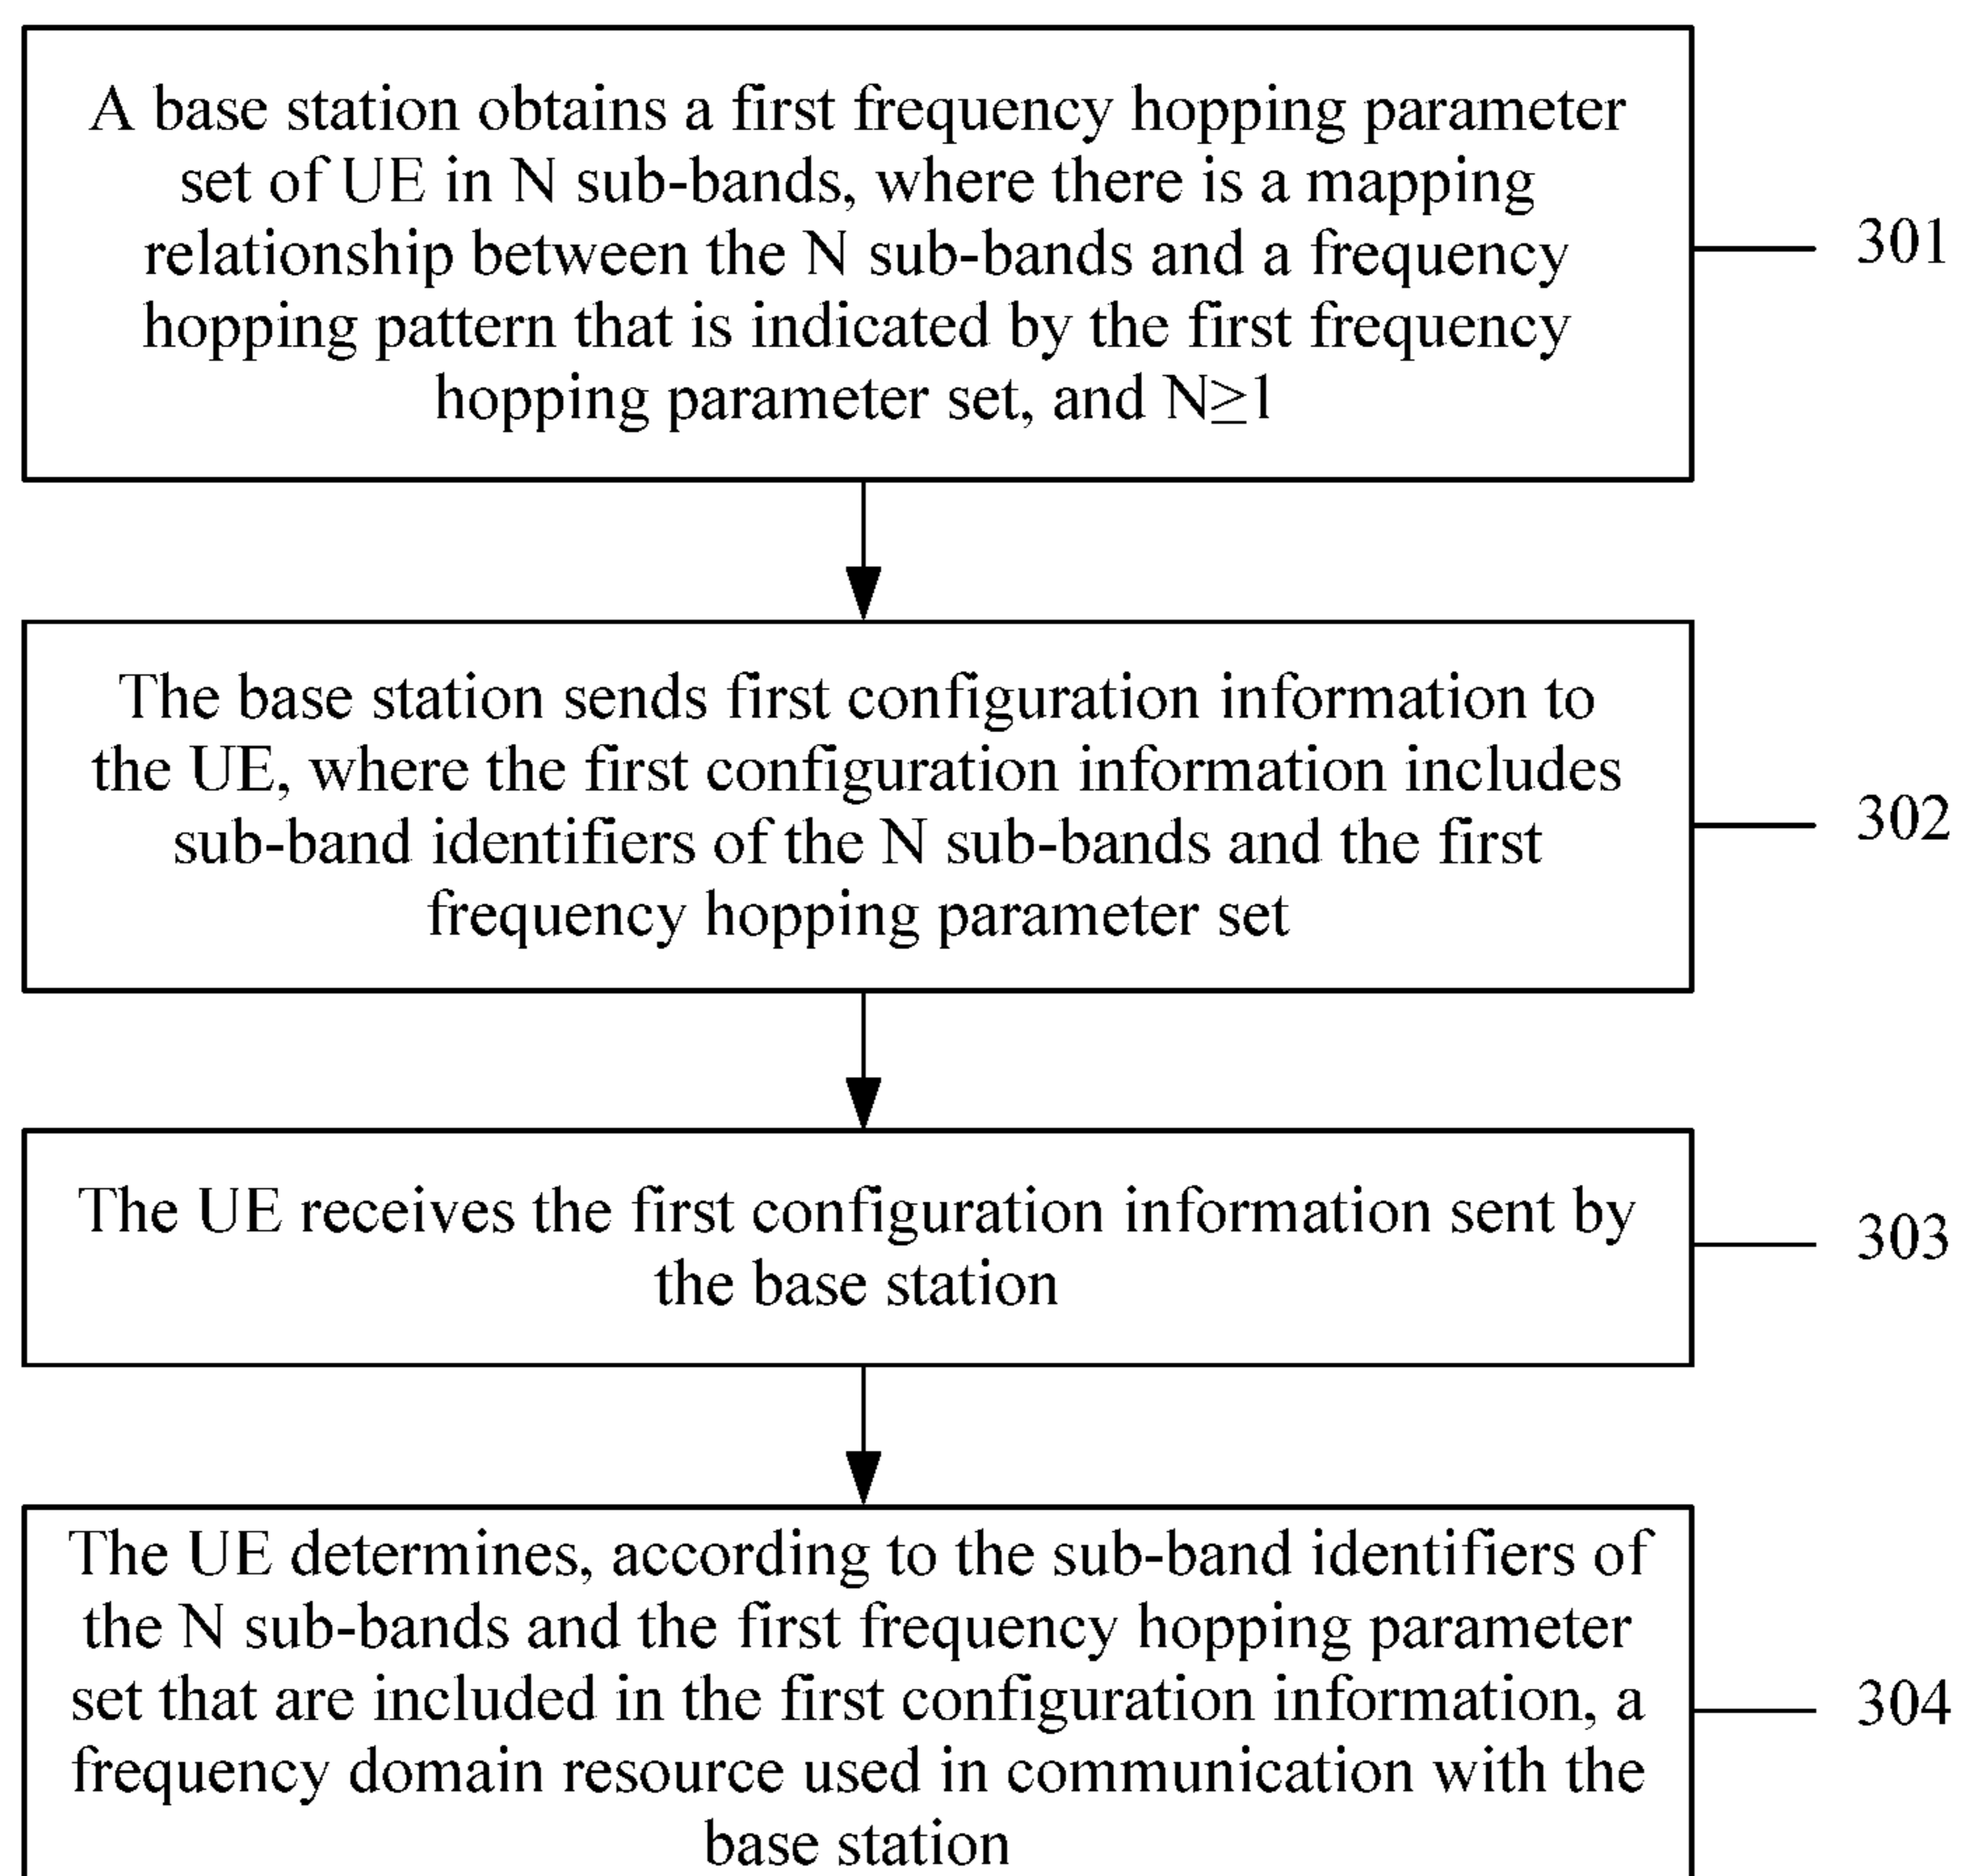 A base station obtains a first frequency hopping parameter
set of UE in N sub-bands, where there is a mapping
relationship between the N sub-bands and a frequency
hopping pattern that is indicated by the first frequency
hopping parameter set, and N≥1
301
The base station sends first configuration information to
the UE, where the first configuration information includes
sub-band identifiers of the N sub-bands and the first
frequency hopping parameter set
302
The UE receives the first configuration information sent by
the base station
303
The UE determines, according to the sub-band identifiers of
the N sub-bands and the first frequency hopping parameter
set that are included in the first configuration information, a
frequency domain resource used in communication with the
base station
304